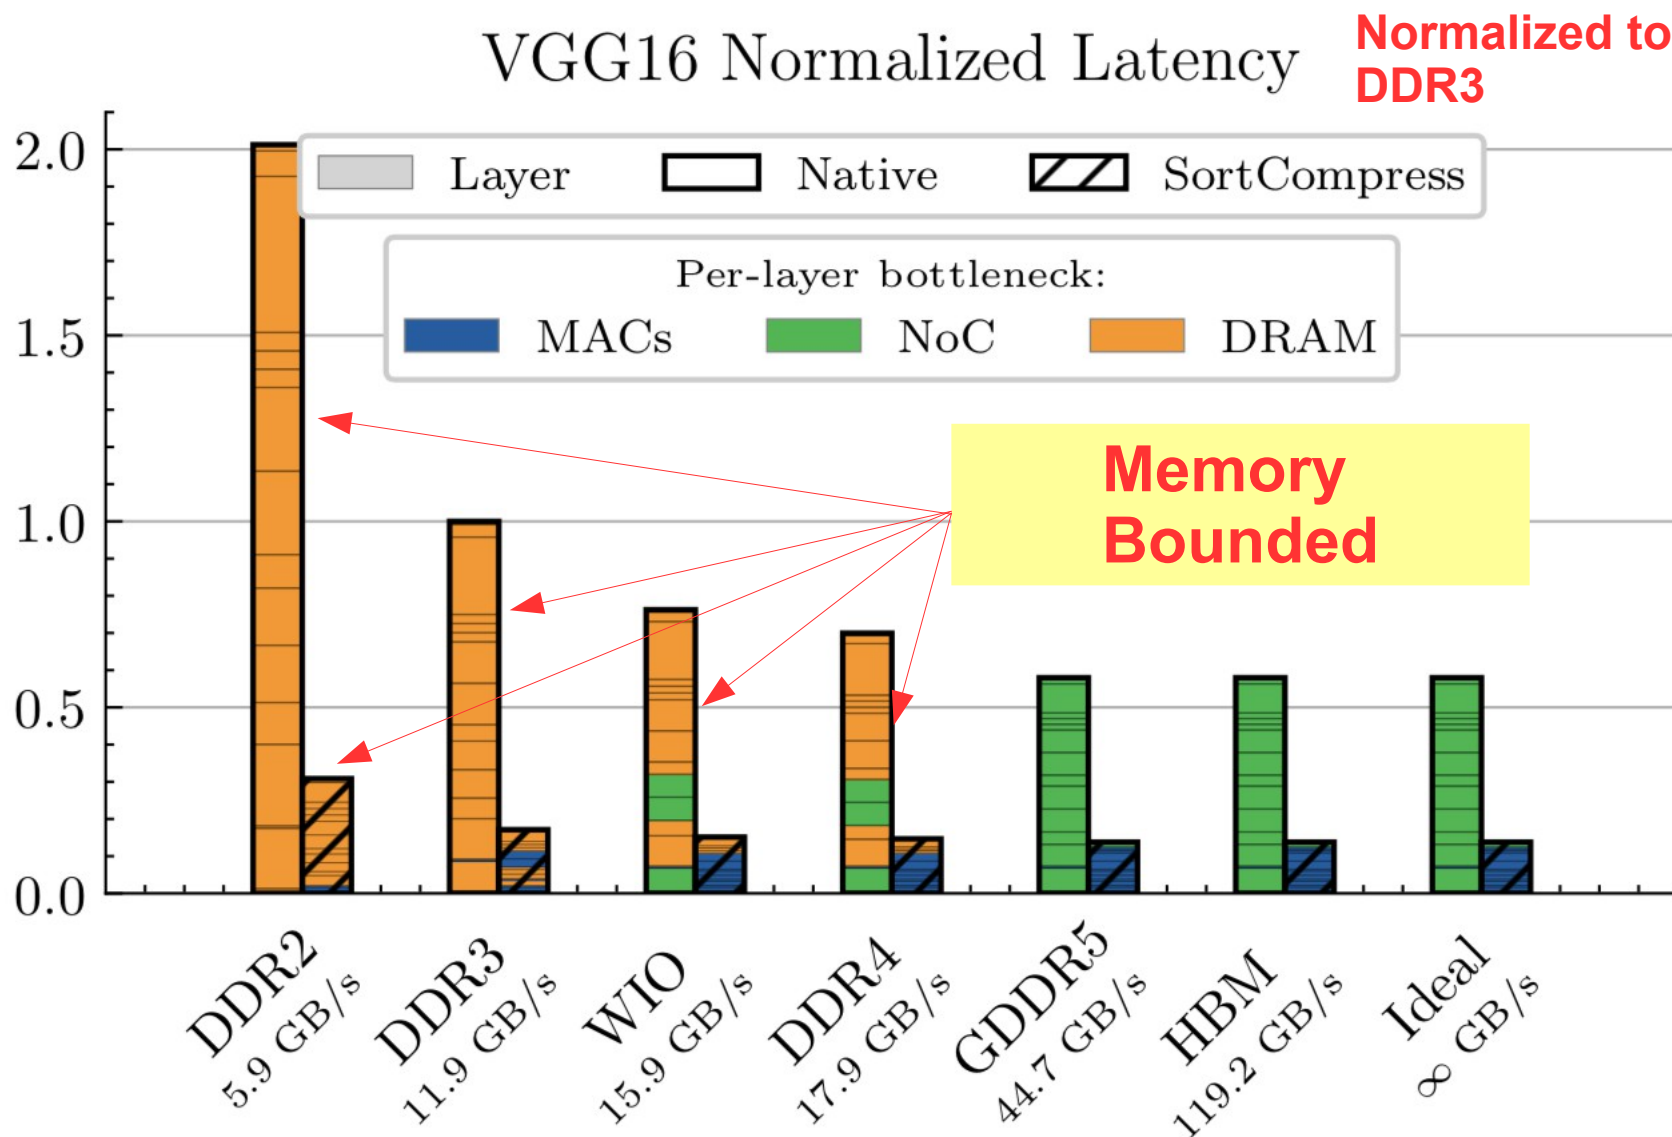 VGG16 Normalized Latency
Normalized to
DDR3
2.0
1.5
1.0
0.5
0.0
Layer Native SortCompress
Per-layer bottleneck:
MACs NoC DRAM
Memory
Bounded
DDR2
5.9 GB/s
DDR3
11.9 GB/s
WIO
15.9 GB/s
DDR4
17.9 GB/s
GDDR5
44.7 GB/s
HBM
119.2 GB/s
Ideal
∞ GB/s